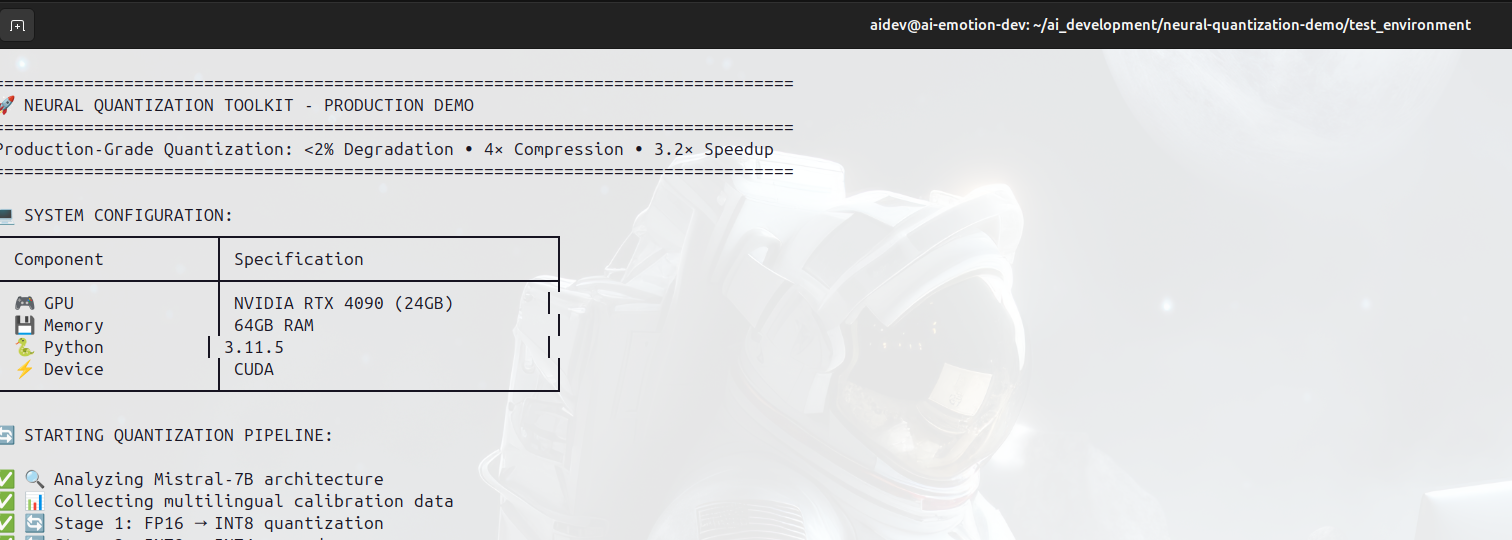 aidev@ai-emotion-dev: ~/ai_development/neural-quantization-demo/test_environment
================================================================================
🚀 NEURAL QUANTIZATION TOOLKIT - PRODUCTION DEMO
================================================================================
Production-Grade Quantization: <2% Degradation • 4× Compression • 3.2× Speedup
================================================================================
💻 SYSTEM CONFIGURATION:
Component Specification
🎮 GPU NVIDIA RTX 4090 (24GB)
💾 Memory 64GB RAM
🐍 Python 3.11.5
⚡ Device CUDA
🔄 STARTING QUANTIZATION PIPELINE:
✅ 🔍 Analyzing Mistral-7B architecture
✅ 📊 Collecting multilingual calibration data
✅ 🔄 Stage 1: FP16 → INT8 quantization